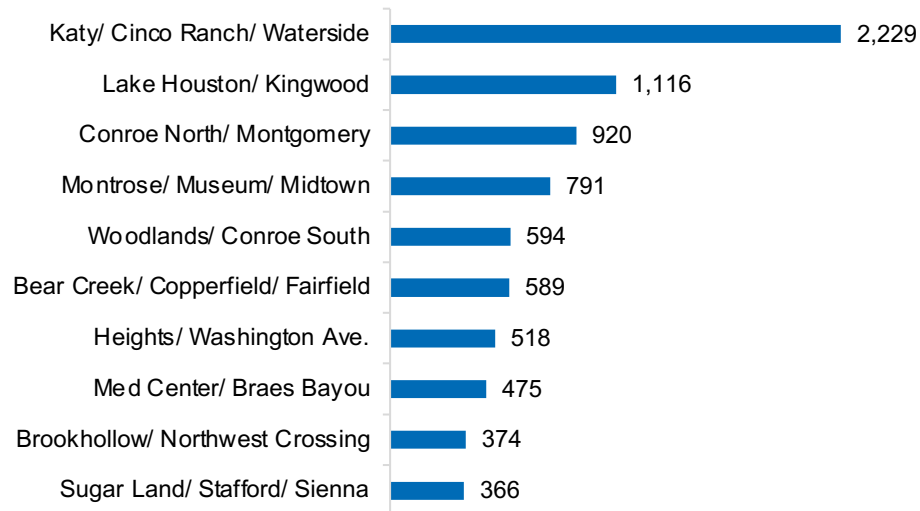 Katy/ Cinco Ranch/ Waterside 2,229
Lake Houston/ Kingwood 1,116
Conroe North/ Montgomery 920
Montrose/ Museum/ Midtown 791
Woodlands/ Conroe South 594
Bear Creek/ Copperfield/ Fairfield 589
Heights/ Washington Ave. 518
Med Center/ Braes Bayou 475
Brookhollow/ Northwest Crossing 374
Sugar Land/ Stafford/ Sienna 366